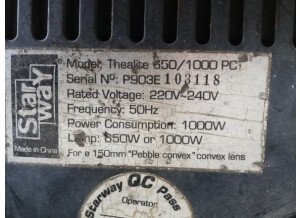 Star
way
Made in China
Model: Thealite 650/1000 PC
Serial Nº: P903E 103118
Rated Voltage: 220V~240V
Frequency: 50Hz
Power Consumption: 1000W
Lamp: 650W or 1000W
For a 150mm "Pebble convex" convex lens
Starway QC Pass
Operator: